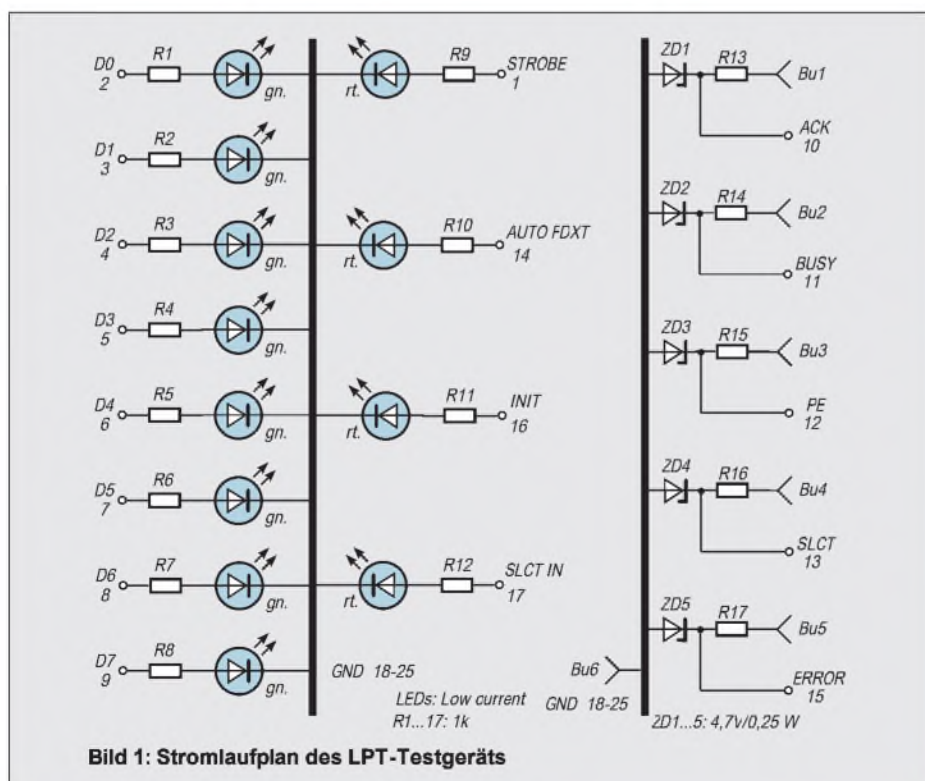 D0
2
R1
gn.
rt.
R9
STROBE
1
D1
3
R2
gn.
D2
4
R3
gn.
rt.
R10
AUTO FDXT
14
D3
5
R4
gn.
D4
6
R5
gn.
rt.
R11
INIT
16
D5
7
R6
gn.
D6
8
R7
gn.
rt.
R12
SLCT IN
17
D7
9
R8
gn.
GND 18-25
LEDs: Low current
R1...17: 1k
ZD1
R13
Bu1
ACK
10
ZD2
R14
Bu2
BUSY
11
ZD3
R15
Bu3
PE
12
ZD4
R16
Bu4
SLCT
13
ZD5
R17
Bu5
ERROR
15
Bu6
GND 18-25
ZD1...5: 4,7V/0,25 W
Bild 1: Stromlaufplan des LPT-Testgeräts